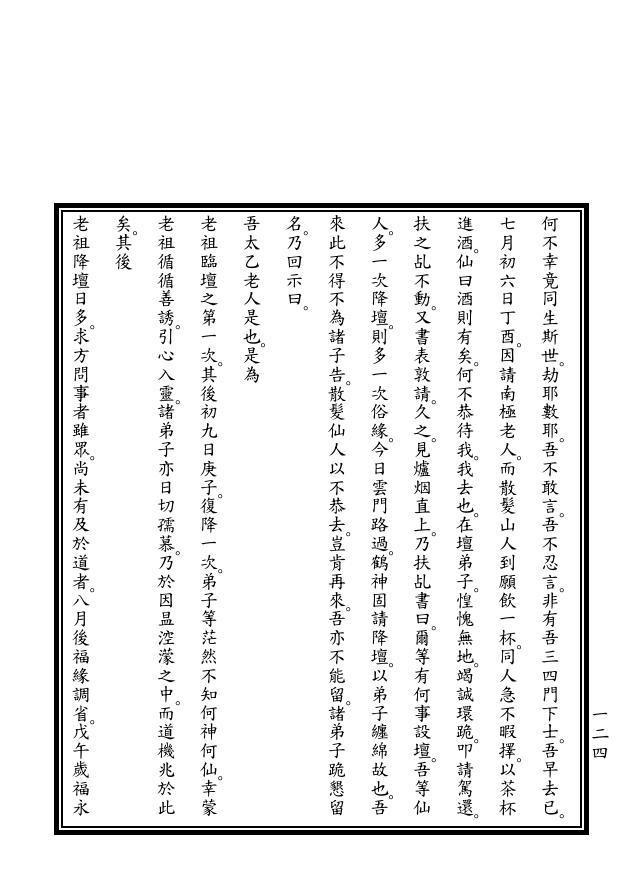 何不幸竟同生斯世。劫耶數耶。吾不敢言。吾不忍言。非有吾三四門下士。吾早去已。
七月初六日丁酉。因請南極老人。而散髮山人到願飲一杯。同人急不暇擇。以茶杯
進酒。仙曰酒則有矣。何不恭待我。我去也。在壇弟子。惶愧無地。竭誠環跪。叩請駕還。
扶之乩不動。又書表敦請。久之。見爐烟直上。乃扶乩書曰。爾等有何事設壇。吾等仙
人。多一次降壇。則多一次俗緣。今日雲門路過。鶴神固請降壇。以弟子纏綿故也。吾
來此不得不為諸子告。散髮仙人以不恭去。豈肯再來。吾亦不能留。諸弟子跪懇留
名。乃回示曰。
吾太乙老人是也。是為
老祖臨壇之第一次。其後初九日庚子。復降一次。弟子等茫然不知何神何仙。幸蒙
老祖循循善誘。引心入靈。諸弟子亦日切孺慕。乃於因昷涳濛之中。而道機兆於此
矣。其後
老祖降壇日多。求方問事者雖眾。尚未有及於道者。八月後福緣調省。戊午歲福永
一二四